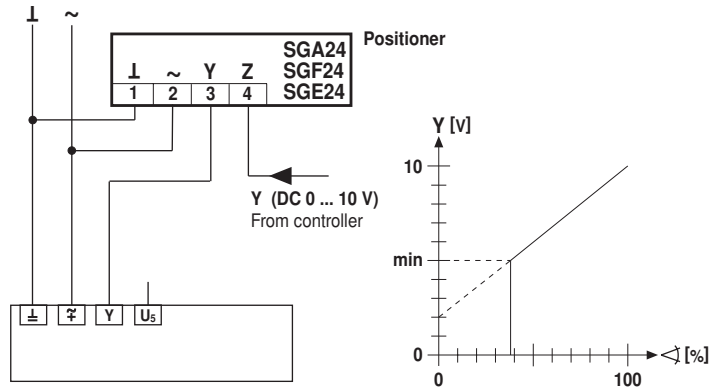 ⊥ ~
Positioner
SGA24
SGF24
SGE24
⊥ ~ Y Z
1 2 3 4
Y (DC 0 ... 10 V)
From controller
⊥ ~ Y U5
Y [V]
10
min
0
0 100
[%]